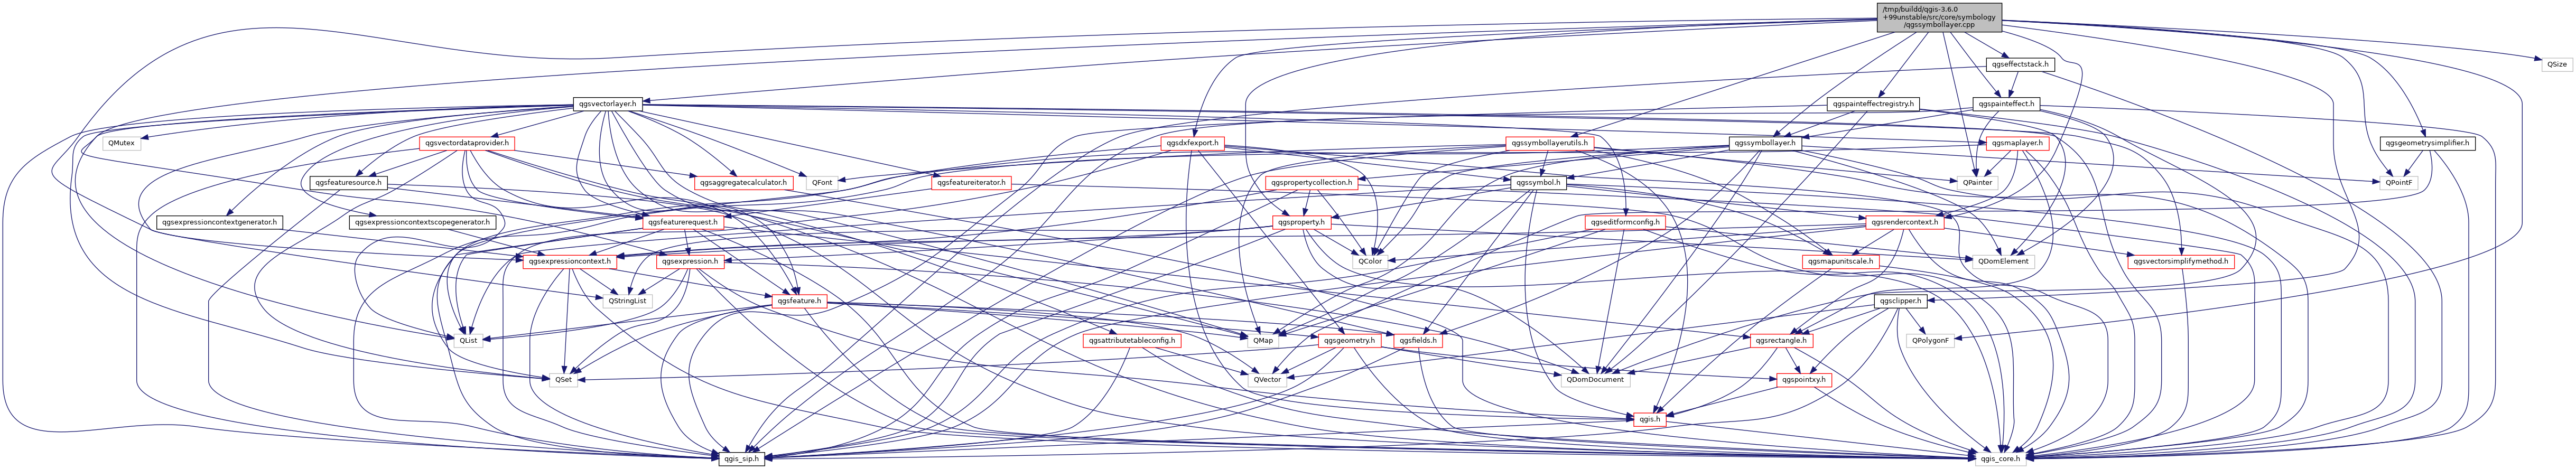 /tmp/buildd/qgis-3.6.0
+99unstable/src/core/symbology
/qgssymbollayer.cpp
qgseffectstack.h
QSize
qgsvectorlayer.h
qgspainteffectregistry.h
qgspainteffect.h
QMutex
qgsvectordataprovider.h
qgsdxfexport.h
qgssymbollayerutils.h
qgssymbollayer.h
qgsmaplayer.h
qgsgeometrysimplifier.h
qgsfeaturesource.h
qgsaggregatecalculator.h
QFont
qgsfeatureiterator.h
qgspropertycollection.h
qgssymbol.h
QPainter
QPointF
qgsexpressioncontextgenerator.h
qgsexpressioncontextscopegenerator.h
qgsfeaturerequest.h
qgsproperty.h
qgseditformconfig.h
qgsrendercontext.h
qgsexpressioncontext.h
qgsexpression.h
QColor
qgsmapunitscale.h
QDomElement
qgsvectorsimplifymethod.h
QStringList
qgsfeature.h
qgsclipper.h
QList
qgsattributetableconfig.h
QMap
qgsgeometry.h
qgsfields.h
qgsrectangle.h
QPolygonF
QSet
QVector
QDomDocument
qgspointxy.h
qgis.h
qgis_sip.h
qgis_core.h